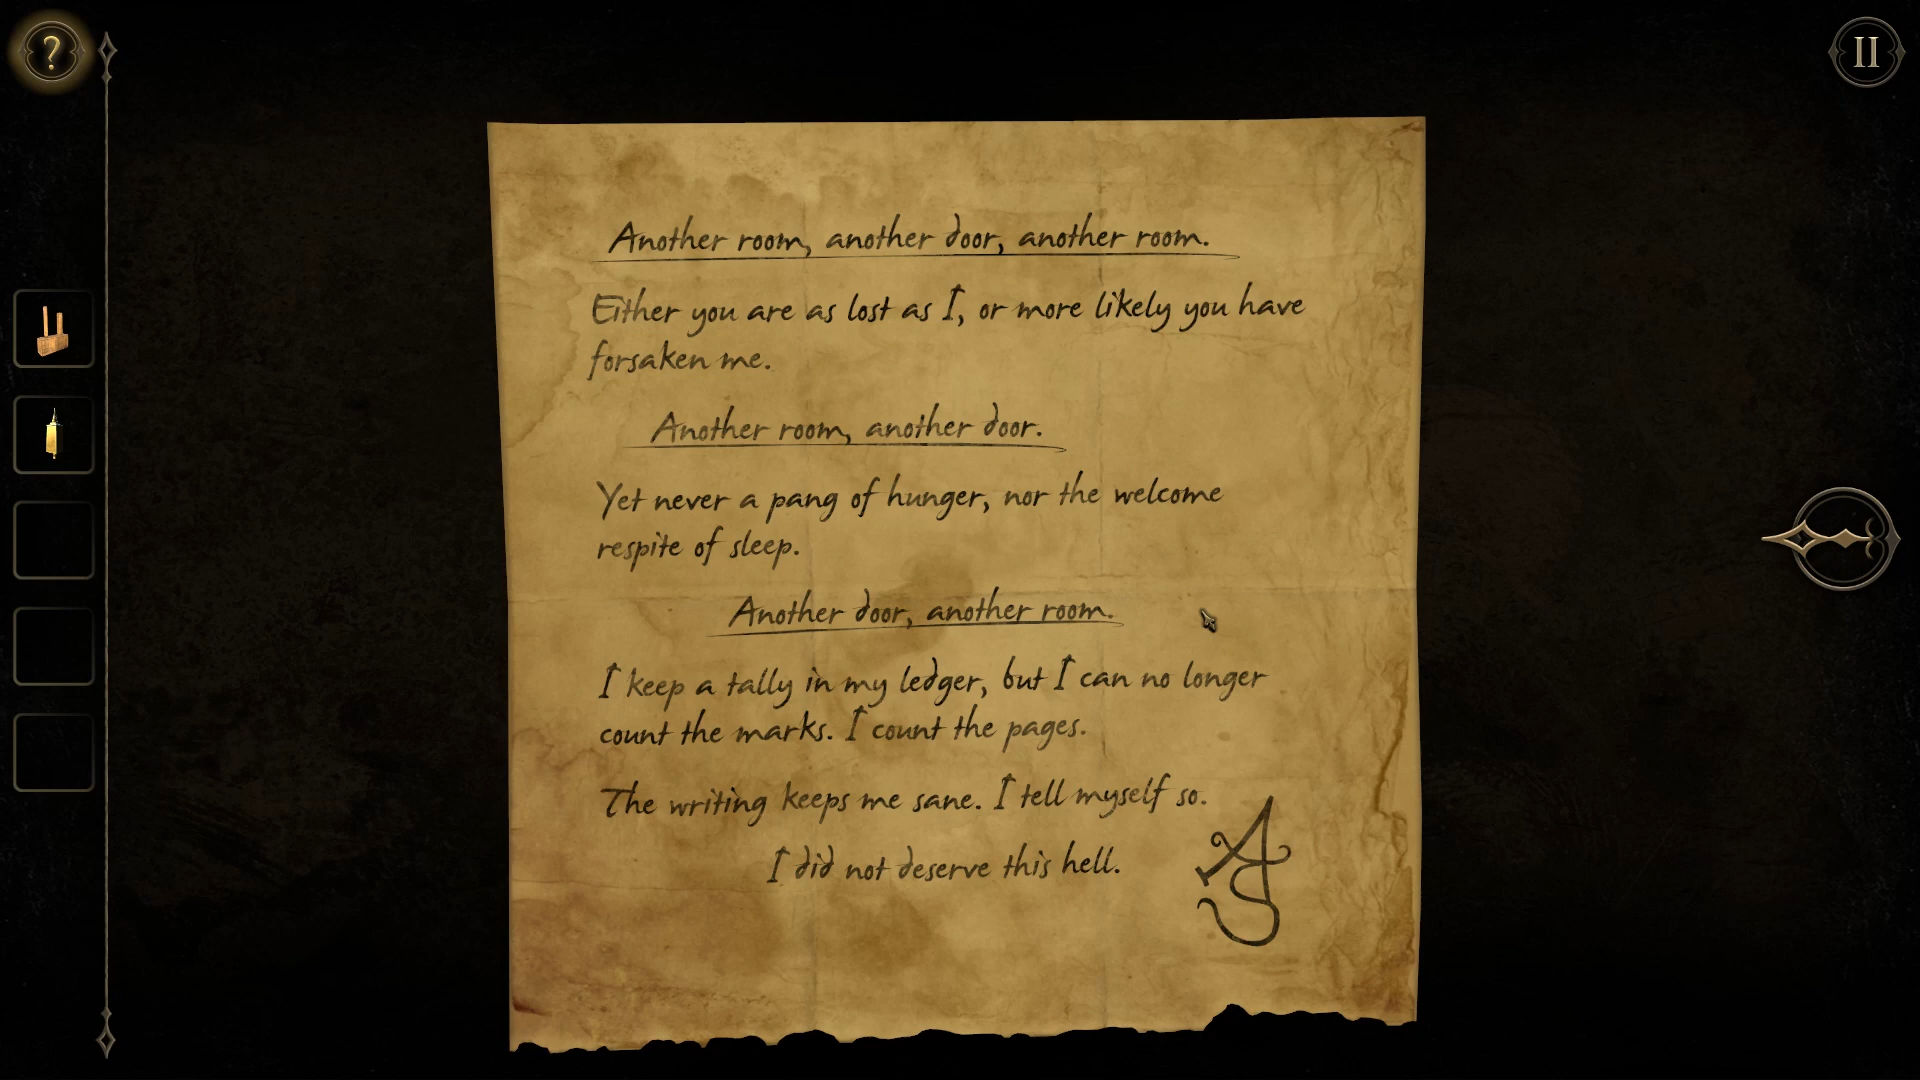 ?
II
Another room, another door, another room.
Either you are as lost as I, or more likely you have
forsaken me.
Another room, another door.
Yet never a pang of hunger, nor the welcome
respite of sleep.
Another door, another room.
I keep a tally in my ledger, but I can no longer
count the marks. I count the pages.
The writing keeps me sane. I tell myself so.
I did not deserve this hell.
AS